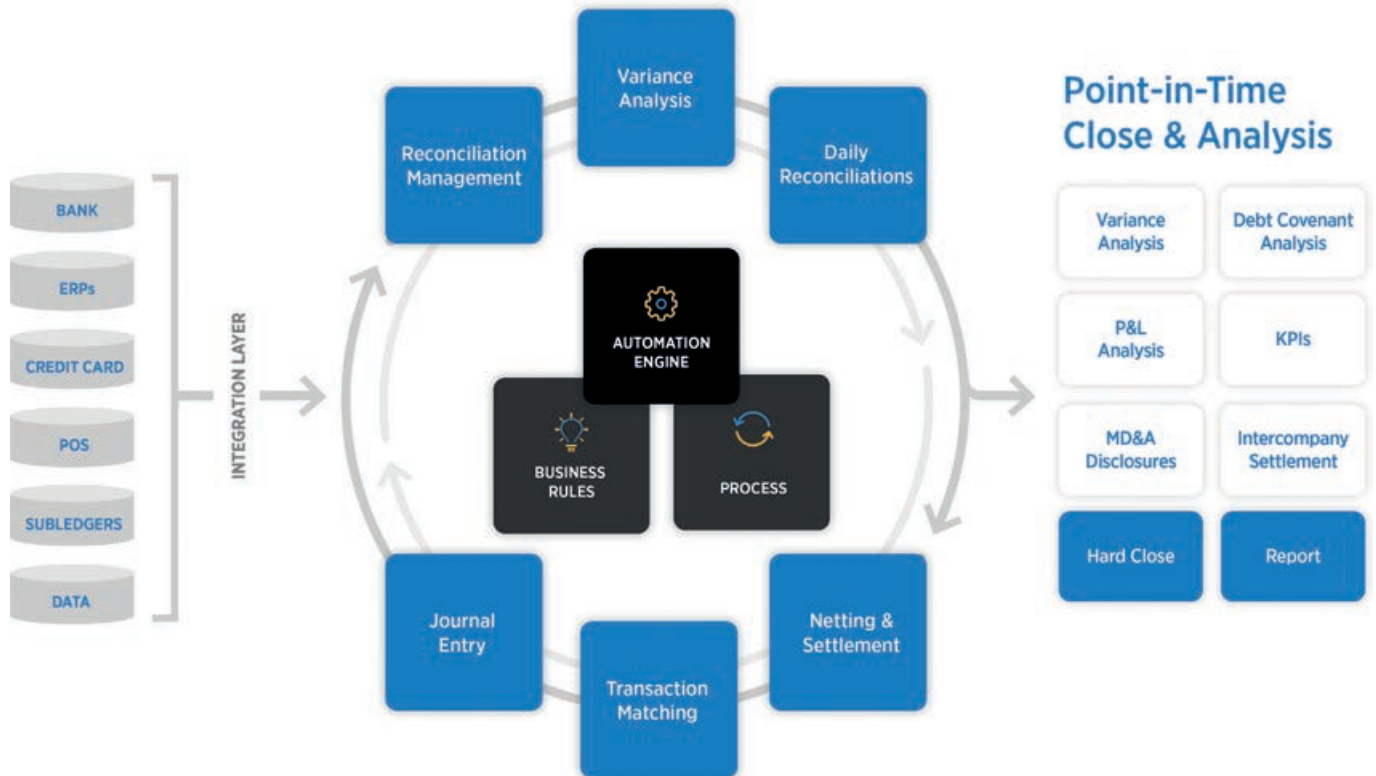 BANK
ERPs
CREDIT CARD
POS
SUBLEDGERS
DATA
INTEGRATION LAYER
Variance
Analysis
Reconciliation
Management
Daily
Reconciliations
AUTOMATION
ENGINE
BUSINESS
RULES
PROCESS
Journal
Entry
Transaction
Matching
Netting &
Settlement
Point-in-Time
Close & Analysis
Variance
Analysis
Debt Covenant
Analysis
P&L
Analysis
KPIs
MD&A
Disclosures
Intercompany
Settlement
Hard Close
Report